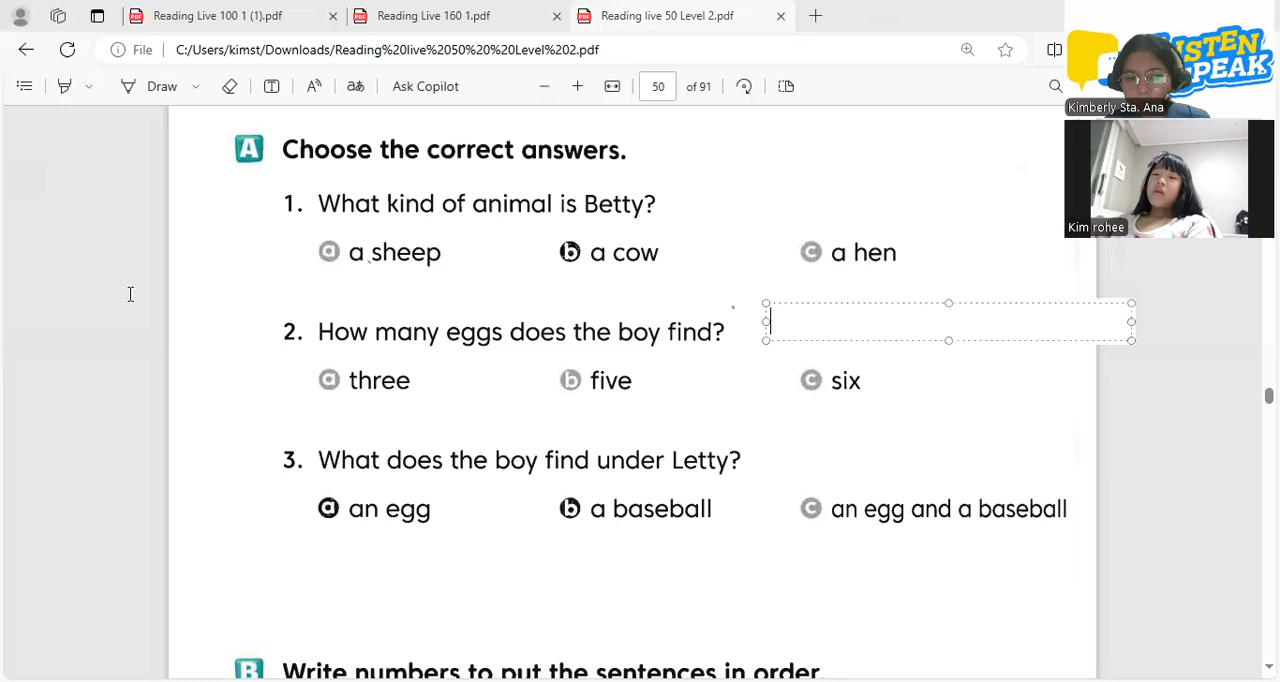 Reading Live 100 1 (1).pdf
Reading Live 160 1.pdf
Reading live 50 Level 2.pdf
File C:/Users/kimst/Downloads/Reading%20live%2050%20%20Level%202.pdf
Draw
Ask Copilot
50 of 91
LISTEN
SPEAK
Kimberly Sta. Ana
Kim rohee
A Choose the correct answers.
1. What kind of animal is Betty?
a a sheep b a cow c a hen
2. How many eggs does the boy find?
a three b five c six
3. What does the boy find under Letty?
a an egg b a baseball c an egg and a baseball
B Write numbers to put the sentences in order.